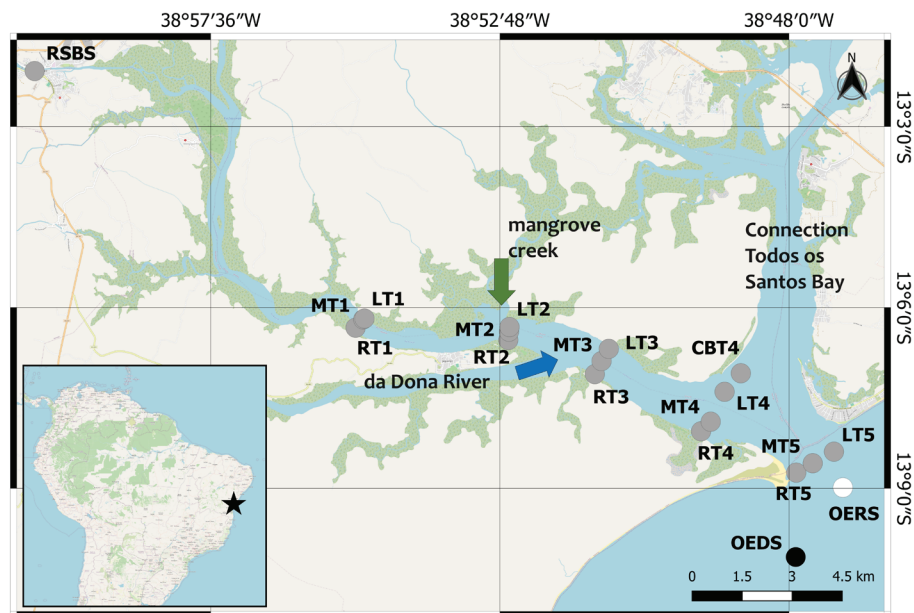 38°57'36"W
38°52'48"W
38°48'0"W
RSBS
N
13°3'0"S
mangrove
creek
Connection
Todos os
Santos Bay
MT1
LT1
RT1
LT2
MT2
RT2
13°6'0"S
MT3
LT3
RT3
CBT4
da Dona River
LT4
MT4
RT4
MT5
LT5
RT5
OERS
13°9'0"S
OEDS
0 1.5 3 4.5 km